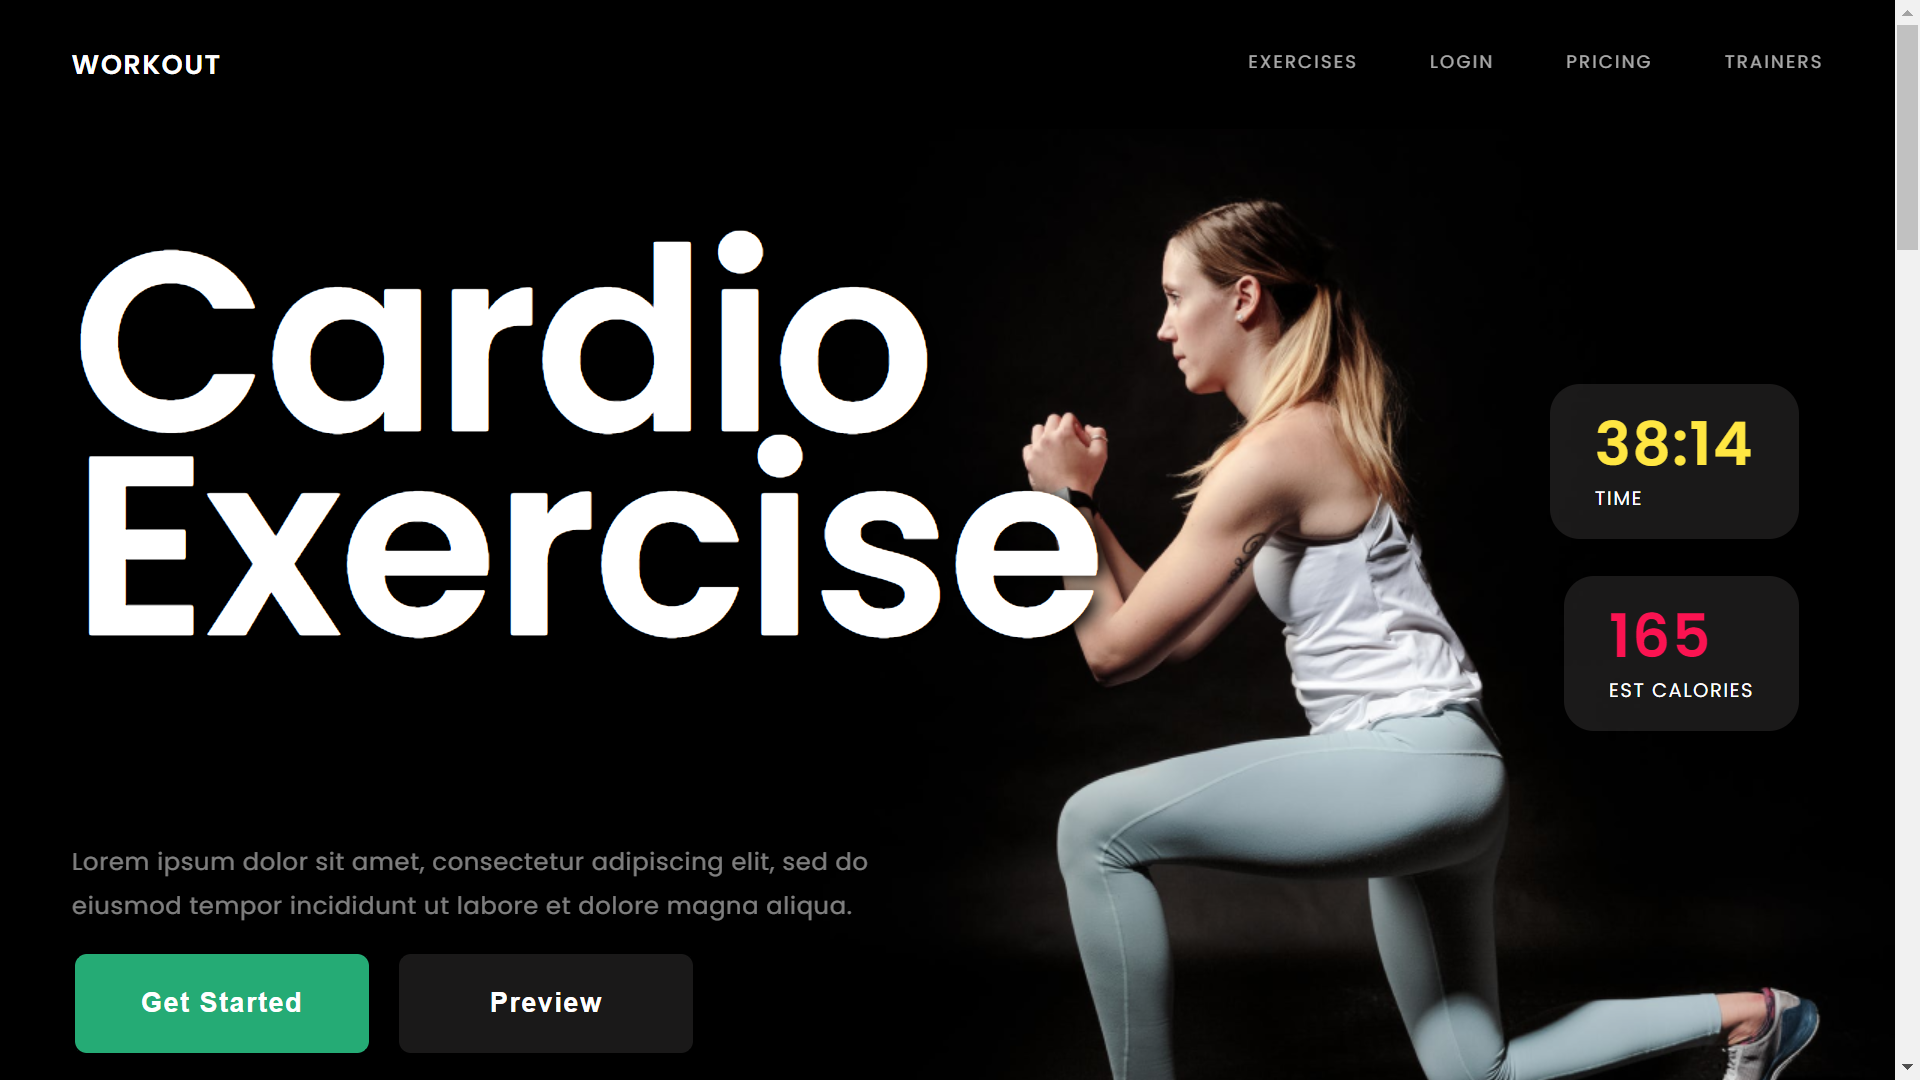 WORKOUT
EXERCISES LOGIN PRICING TRAINERS
Cardio
Exercise
38:14
TIME
165
EST CALORIES
Lorem ipsum dolor sit amet, consectetur adipiscing elit, sed do
eiusmod tempor incididunt ut labore et dolore magna aliqua.
Get Started
Preview